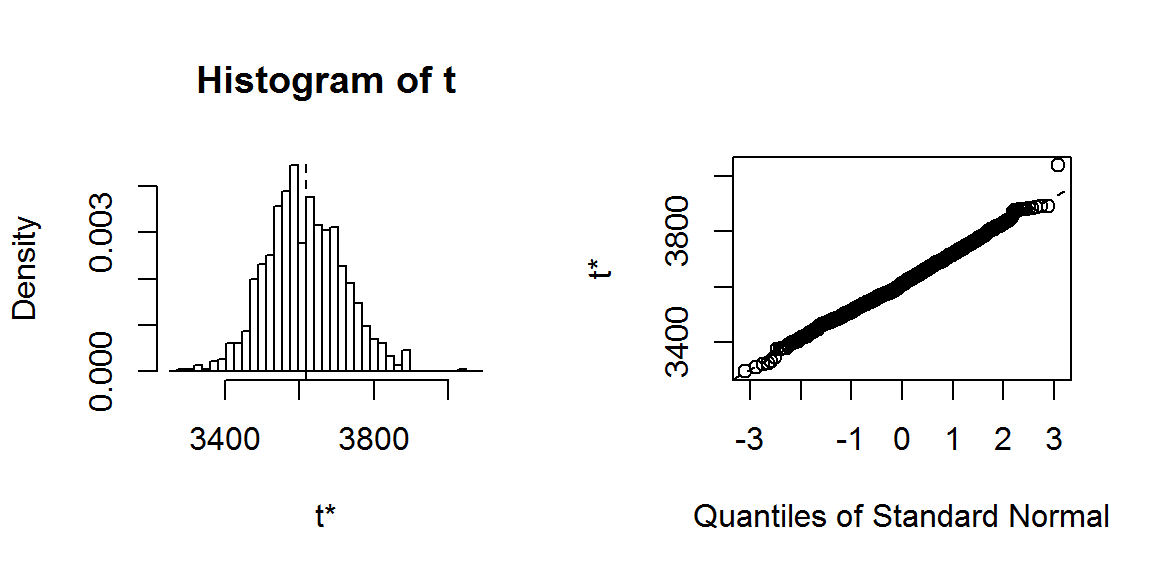 Histogram of t
Density
0.000
0.003
3400
3800
t*
t*
3400
3800
-3
-1
0
1
2
3
Quantiles of Standard Normal